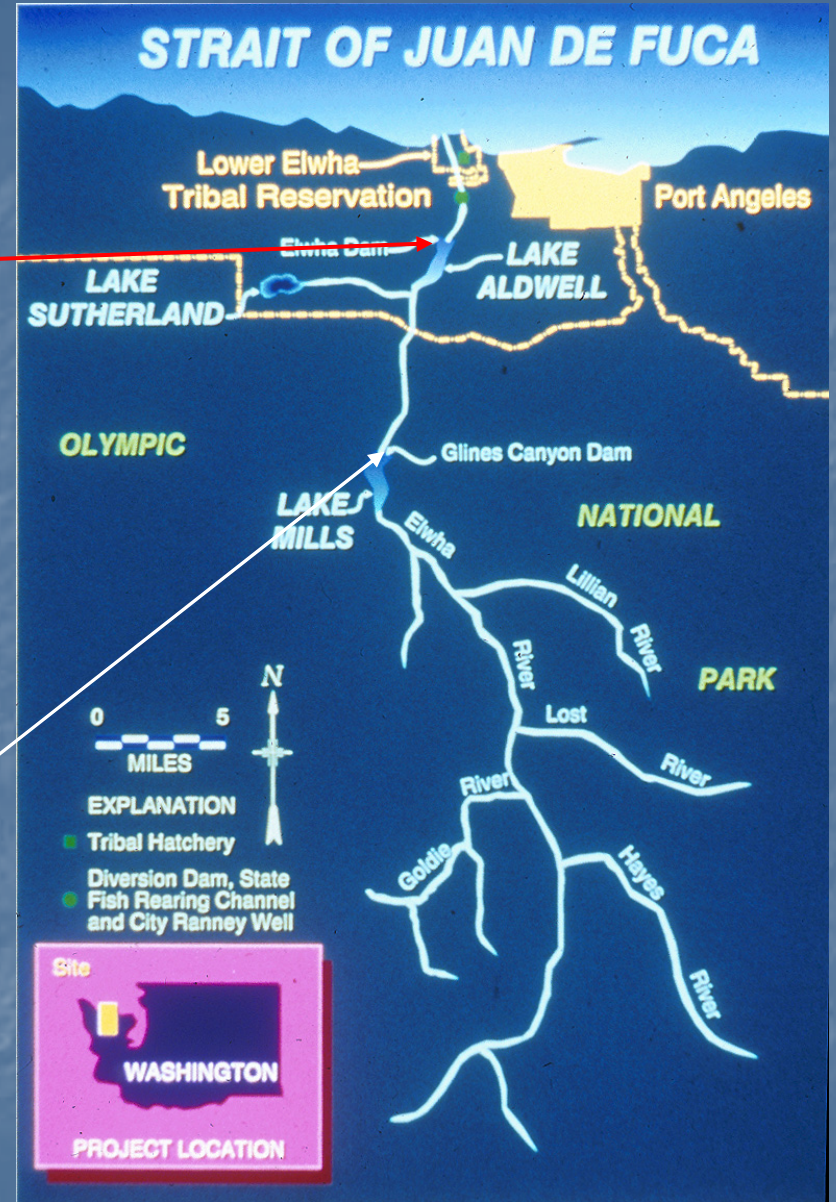 STRAIT OF JUAN DE FUCA
Lower Elwha
Tribal Reservation
Port Angeles
Elwha Dam
LAKE
ALDWELL
LAKE
SUTHERLAND
OLYMPIC
Glines Canyon Dam
LAKE
MILLS
NATIONAL
Elwha
River
Lillian
River
PARK
Lost
River
N
0 5
MILES
River
Goldie
Hayes
River
EXPLANATION
Tribal Hatchery
Diversion Dam, State
Fish Rearing Channel
and City Ranney Well
Site
WASHINGTON
PROJECT LOCATION